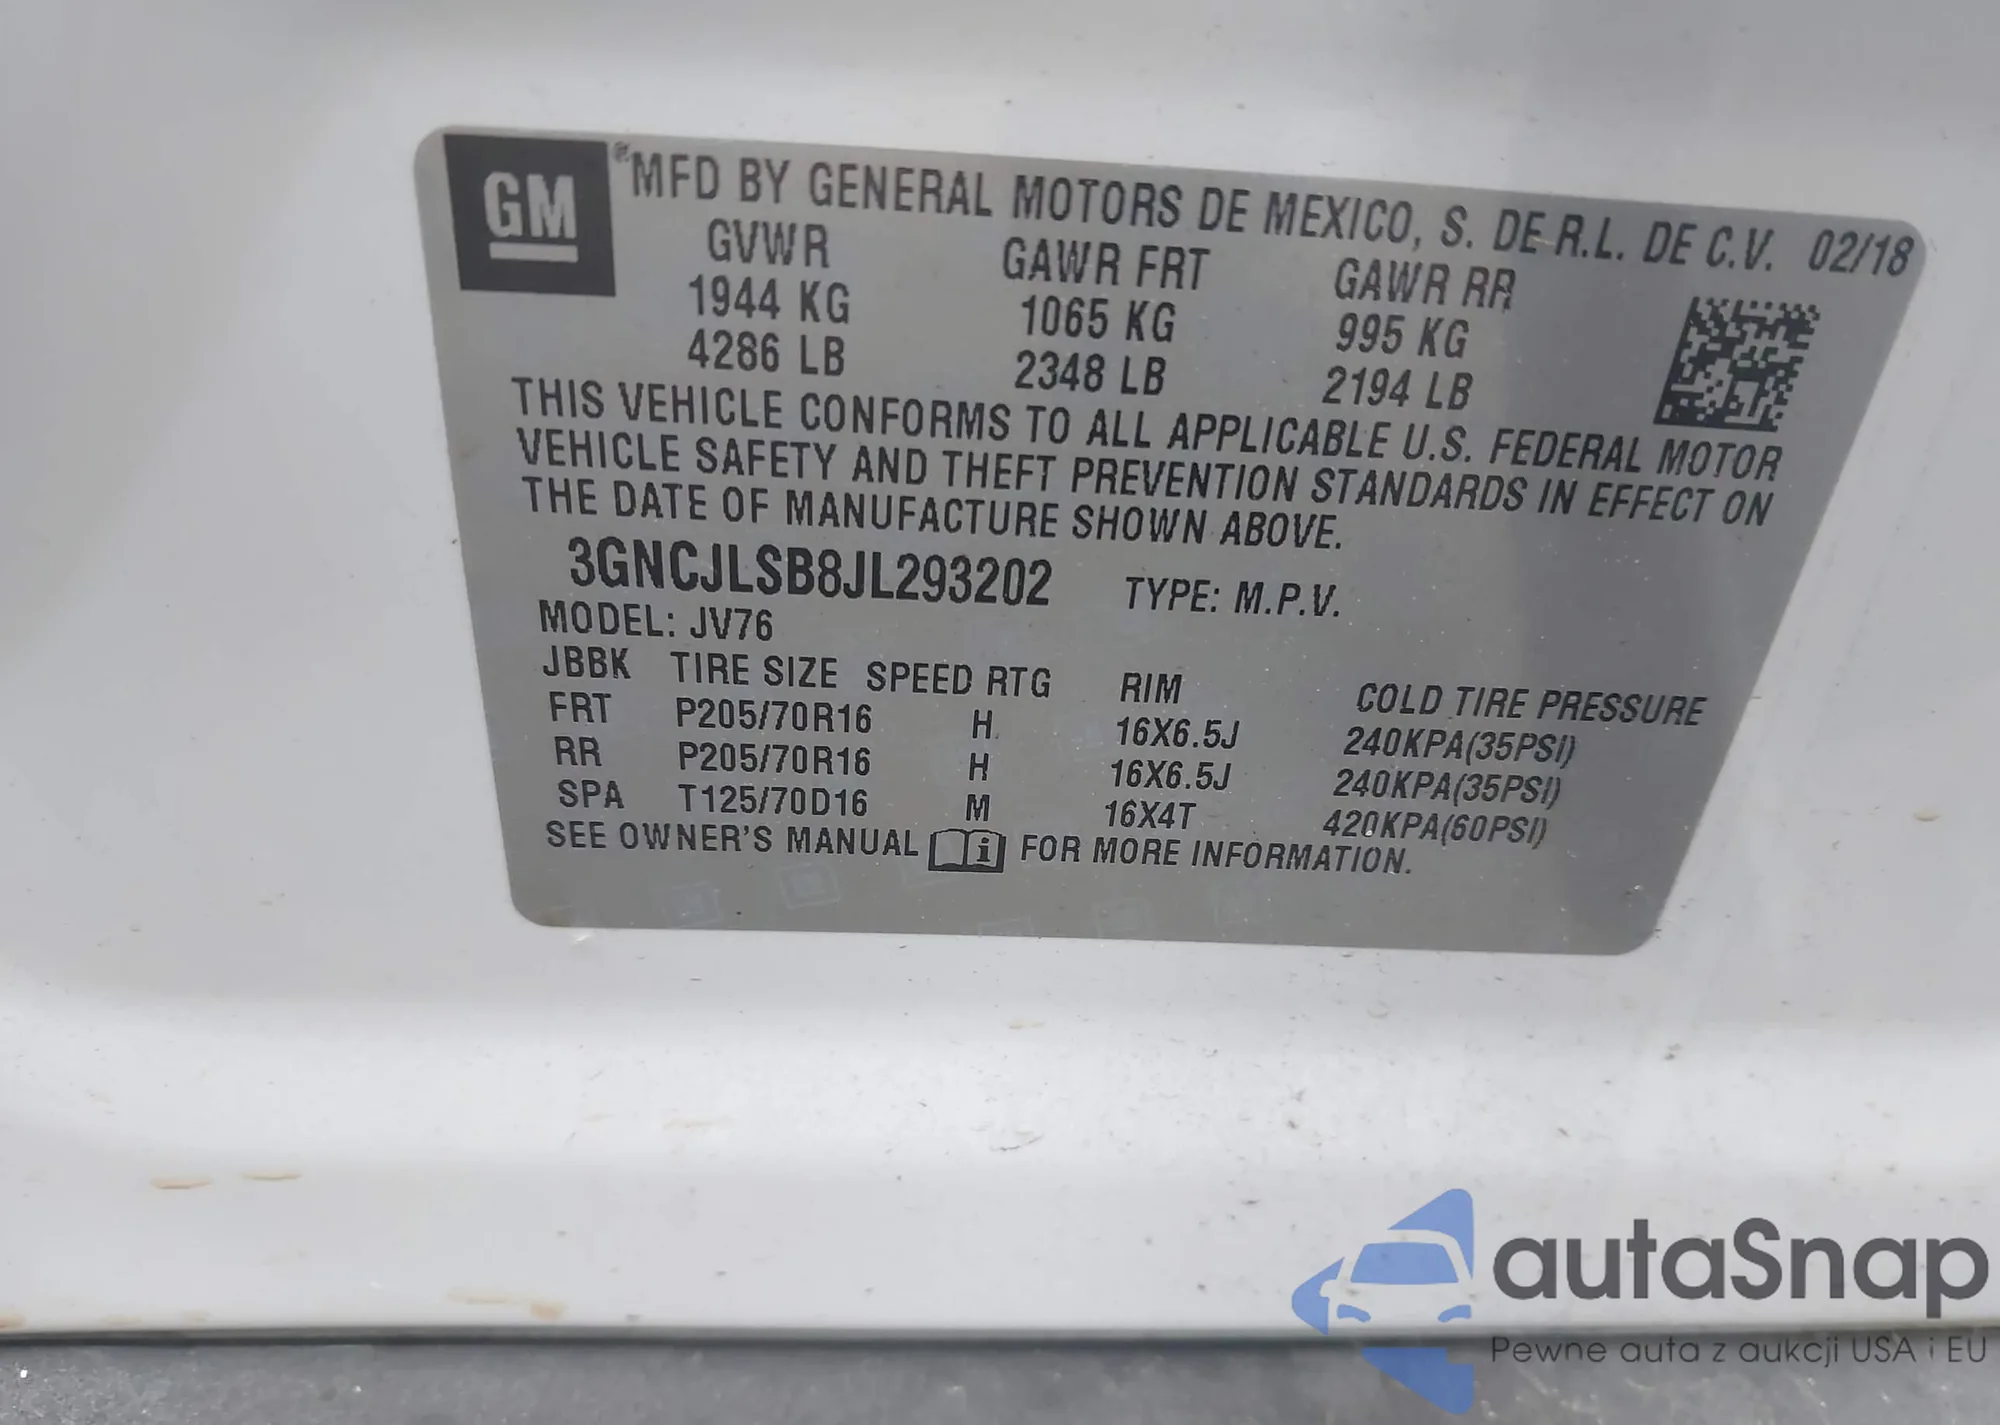 GM
®MFD BY GENERAL MOTORS DE MEXICO, S. DE R.L. DE C.V. 02/18
GVWR GAWR FRT GAWR RR
1944 KG 1065 KG 995 KG
4286 LB 2348 LB 2194 LB
THIS VEHICLE CONFORMS TO ALL APPLICABLE U.S. FEDERAL MOTOR
VEHICLE SAFETY AND THEFT PREVENTION STANDARDS IN EFFECT ON
THE DATE OF MANUFACTURE SHOWN ABOVE.
3GNCJLSB8JL293202 TYPE: M.P.V.
MODEL: JV76
JBBK TIRE SIZE SPEED RTG RIM COLD TIRE PRESSURE
FRT P205/70R16 H 16X6.5J 240KPA(35PSI)
RR P205/70R16 H 16X6.5J 240KPA(35PSI)
SPA T125/70D16 M 16X4T 420KPA(60PSI)
SEE OWNER'S MANUAL i FOR MORE INFORMATION.
autaSnap
Pewne auta z aukcji USA i EU